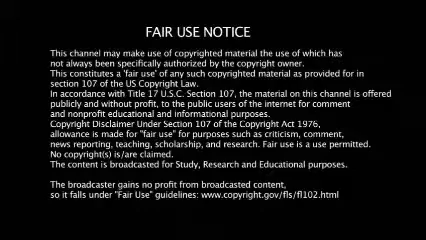 FAIR USE NOTICE
This channel may make use of copyrighted material the use of which has
not always been specifically authorized by the copyright owner.
This constitutes a 'fair use' of any such copyrighted material as provided for in
section 107 of the US Copyright Law.
In accordance with Title 17 U.S.C. Section 107, the material on this channel is offered
publicly and without profit, to the public users of the internet for comment
and nonprofit educational and informational purposes.
Copyright Disclaimer Under Section 107 of the Copyright Act 1976,
allowance is made for "fair use" for purposes such as criticism, comment,
news reporting, teaching, scholarship, and research. Fair use is a use permitted.
No copyright(s) is/are claimed.
The content is broadcasted for Study, Research and Educational purposes.
The broadcaster gains no profit from broadcasted content,
so it falls under "Fair Use" guidelines: www.copyright.gov/fls/fl102.html